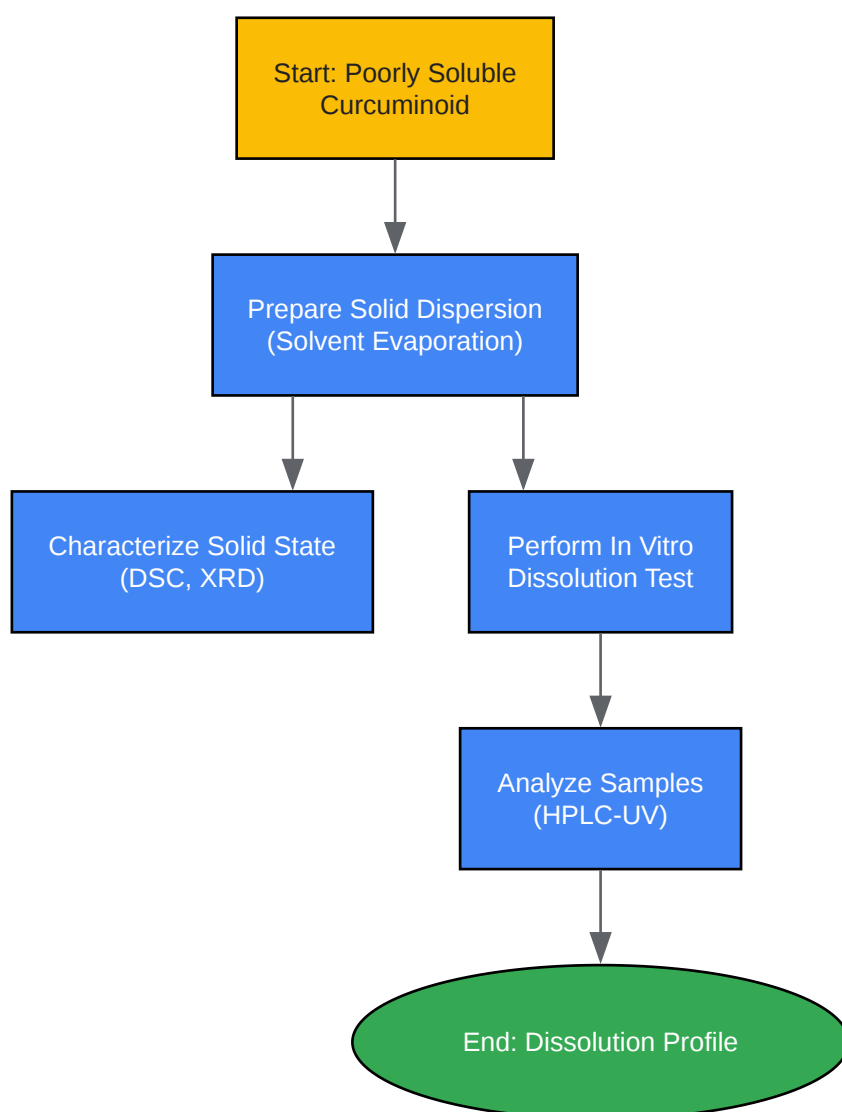 Start: Poorly Soluble
Curcuminoid
Prepare Solid Dispersion
(Solvent Evaporation)
Characterize Solid State
(DSC, XRD)
Perform In Vitro
Dissolution Test
Analyze Samples
(HPLC-UV)
End: Dissolution Profile